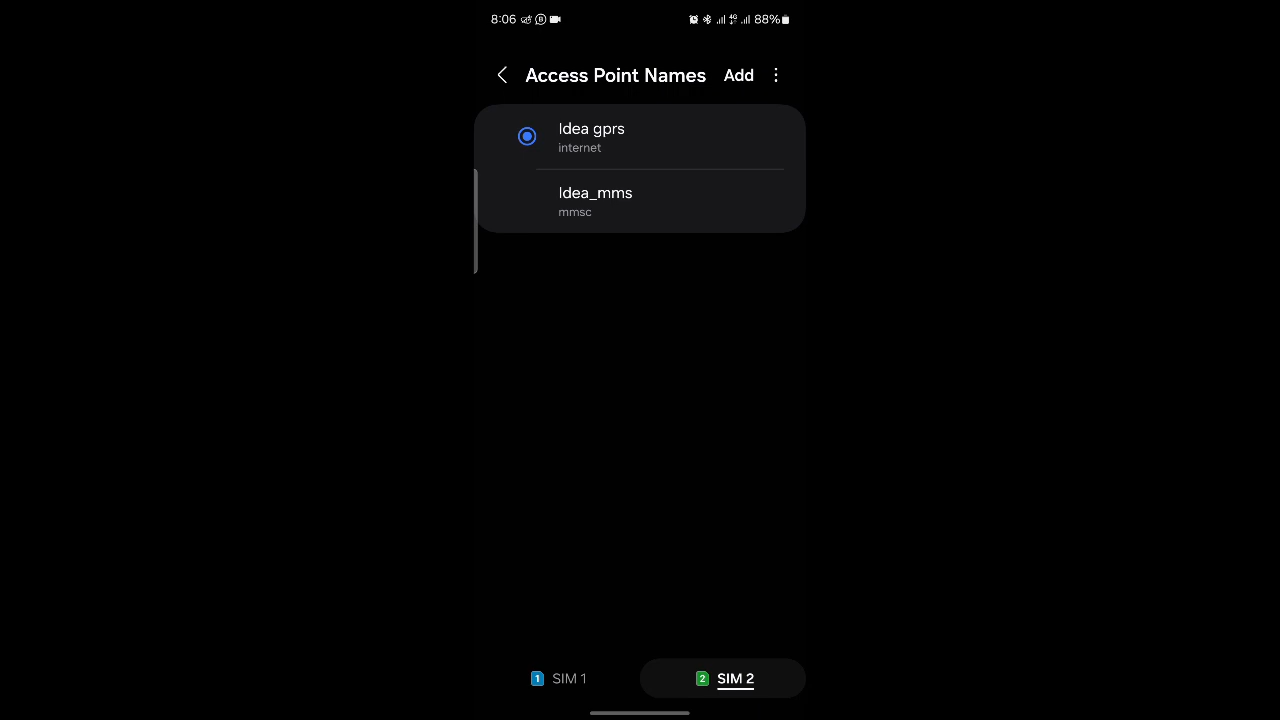 8:06 88%
Access Point Names Add
Idea gprs
internet
Idea_mms
mmsc
1 SIM 1 2 SIM 2